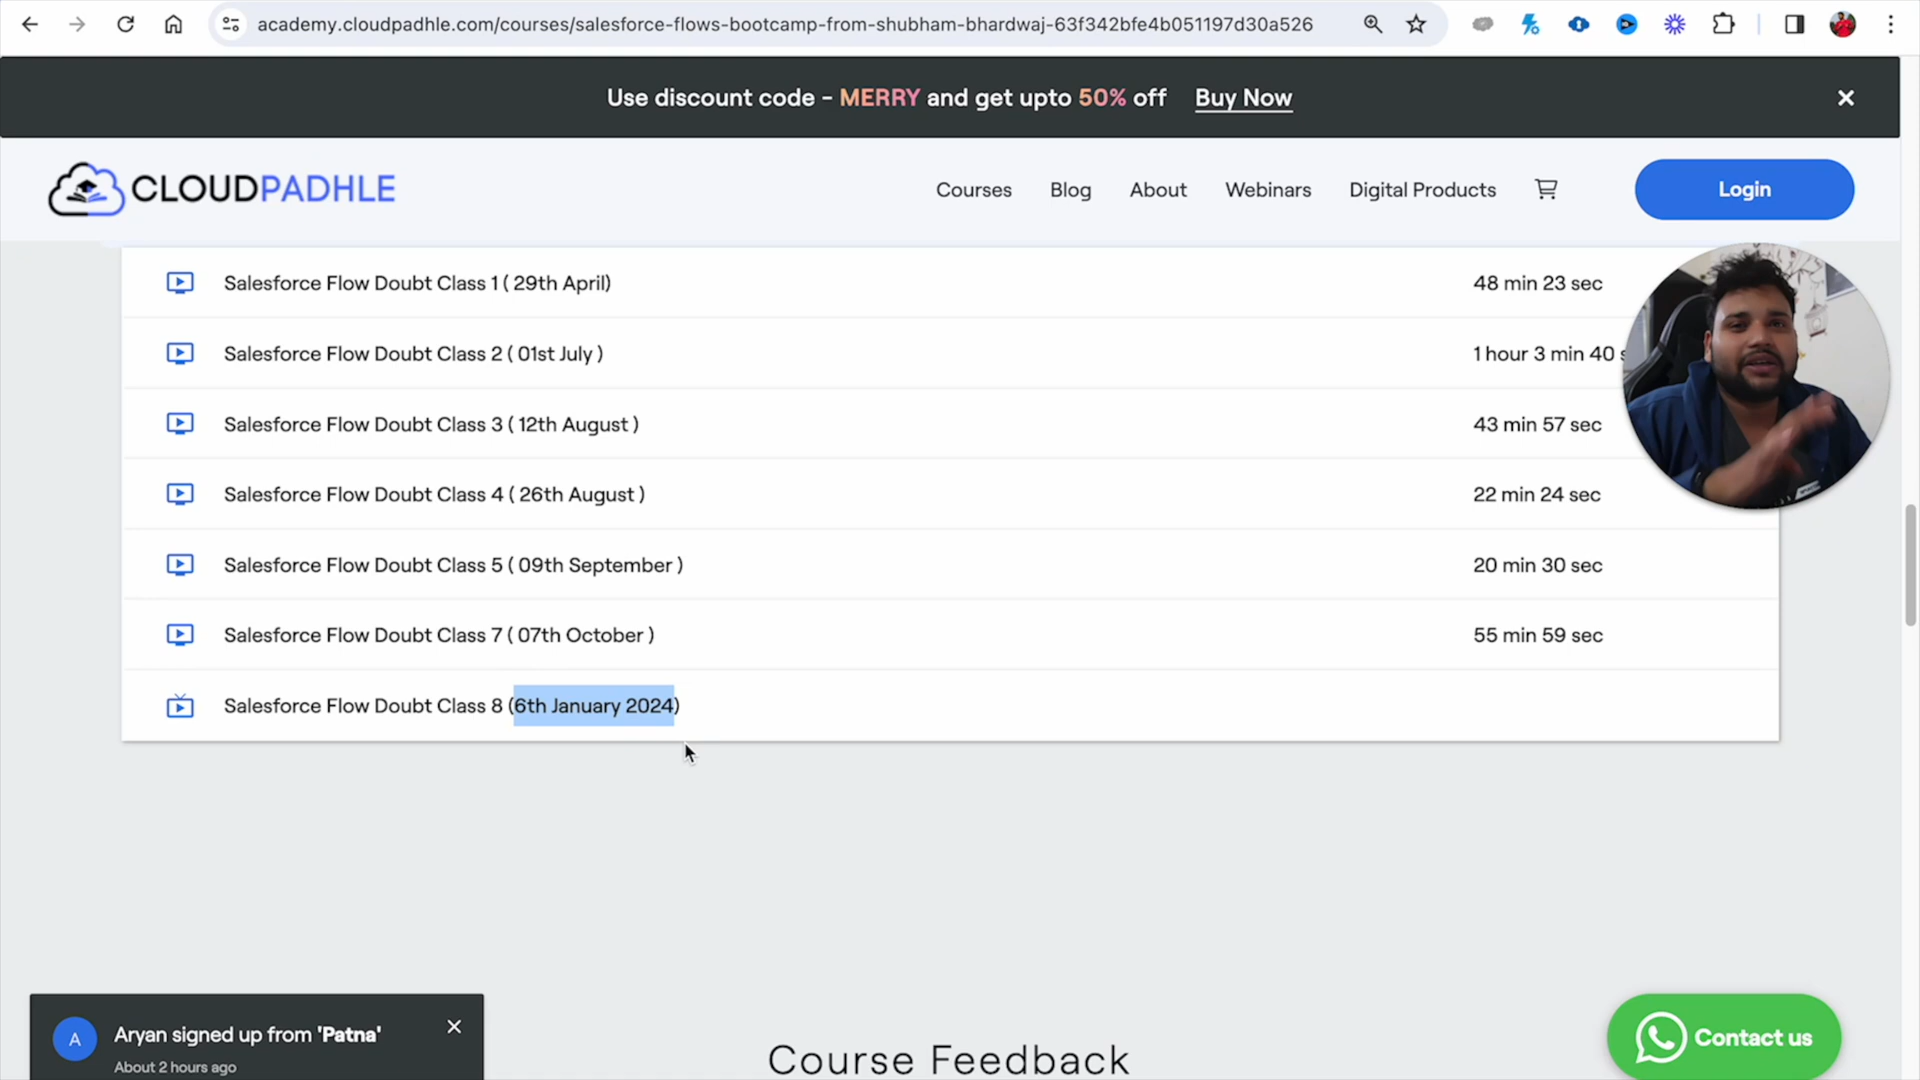 academy.cloudpadhle.com/courses/salesforce-flows-bootcamp-from-shubham-bhardwaj-63f342bfe4b051197d30a526
Use discount code - MERRY and get upto 50% off Buy Now
CLOUDPADHLE
Courses Blog About Webinars Digital Products Login
Salesforce Flow Doubt Class 1 ( 29th April) 48 min 23 sec
Salesforce Flow Doubt Class 2 ( 01st July ) 1 hour 3 min 40 s
Salesforce Flow Doubt Class 3 ( 12th August ) 43 min 57 sec
Salesforce Flow Doubt Class 4 ( 26th August ) 22 min 24 sec
Salesforce Flow Doubt Class 5 ( 09th September ) 20 min 30 sec
Salesforce Flow Doubt Class 7 ( 07th October ) 55 min 59 sec
Salesforce Flow Doubt Class 8 (6th January 2024)
A
Aryan signed up from 'Patna'
About 2 hours ago
Course Feedback
Contact us